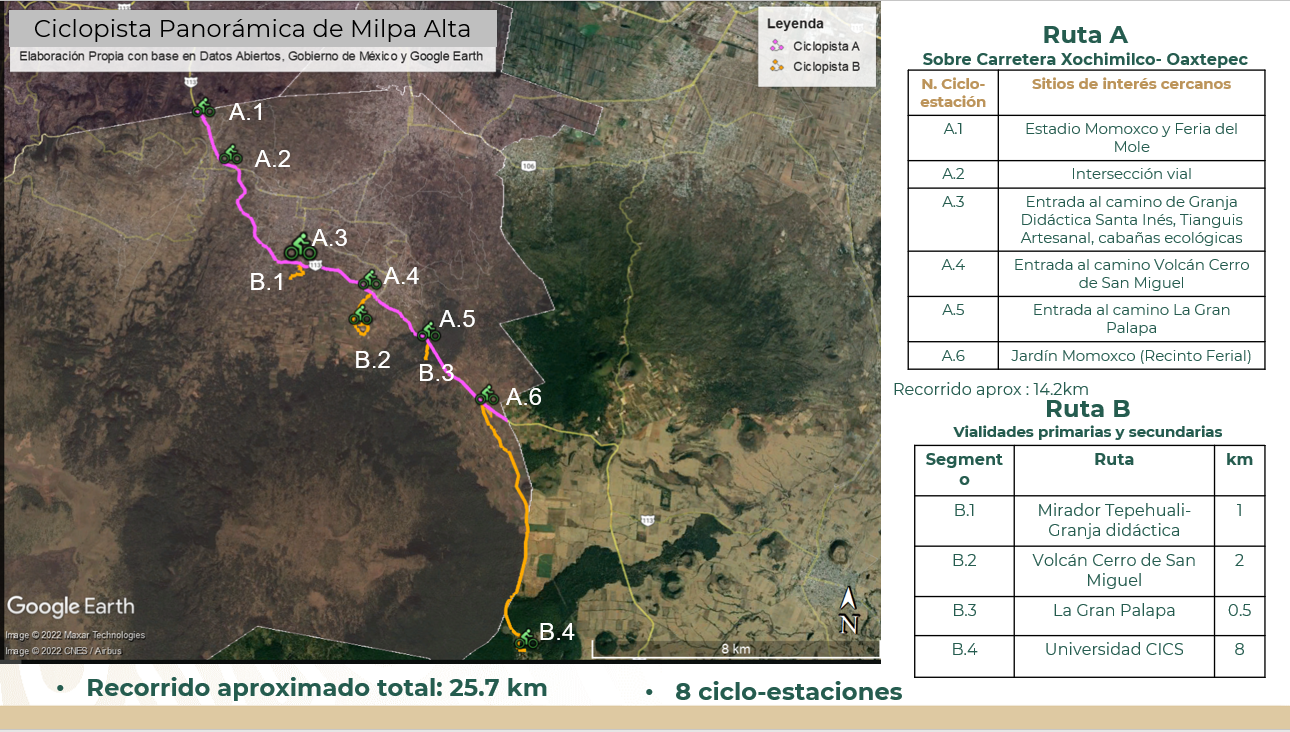 Ciclopista Panorámica de Milpa Alta
Elaboración Propia con base en Datos Abiertos, Gobierno de México y Google Earth
Leyenda
Ciclopista A
Ciclopista B
113
A.1
A.2
106
A.3
113
B.1
A.4
A.5
B.2
B.3
A.6
113
B.4
N
8 km
Google Earth
Image © 2022 Maxar Technologies
Image © 2022 CNES / Airbus
Ruta A
Sobre Carretera Xochimilco- Oaxtepec
N. Ciclo-
estación
Sitios de interés cercanos
A.1
Estadio Momoxco y Feria del
Mole
A.2
Intersección vial
A.3
Entrada al camino de Granja
Didáctica Santa Inés, Tianguis
Artesanal, cabañas ecológicas
A.4
Entrada al camino Volcán Cerro
de San Miguel
A.5
Entrada al camino La Gran
Palapa
A.6
Jardín Momoxco (Recinto Ferial)
Recorrido aprox : 14.2km
Ruta B
Vialidades primarias y secundarias
Segment
o
Ruta
km
B.1
Mirador Tepehuali-
Granja didáctica
1
B.2
Volcán Cerro de San
Miguel
2
B.3
La Gran Palapa
0.5
B.4
Universidad CICS
8
• Recorrido aproximado total: 25.7 km
• 8 ciclo-estaciones